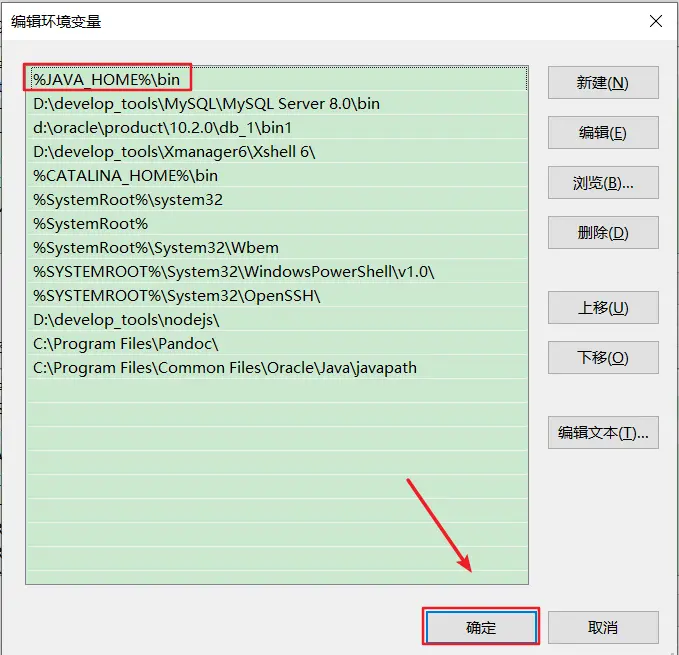 编辑环境变量
%JAVA_HOME%\bin
D:\develop_tools\MySQL\MySQL Server 8.0\bin
d:\oracle\product\10.2.0\db_1\bin1
D:\develop_tools\Xmanager6\Xshell 6\
%CATALINA_HOME%\bin
%SystemRoot%\system32
%SystemRoot%
%SystemRoot%\System32\Wbem
%SYSTEMROOT%\System32\WindowsPowerShell\v1.0\
%SYSTEMROOT%\System32\OpenSSH\
D:\develop_tools\nodejs\
C:\Program Files\Pandoc\
C:\Program Files\Common Files\Oracle\Java\javapath
新建(N)
编辑(E)
浏览(B)...
删除(D)
上移(U)
下移(O)
编辑文本(T)...
确定
取消